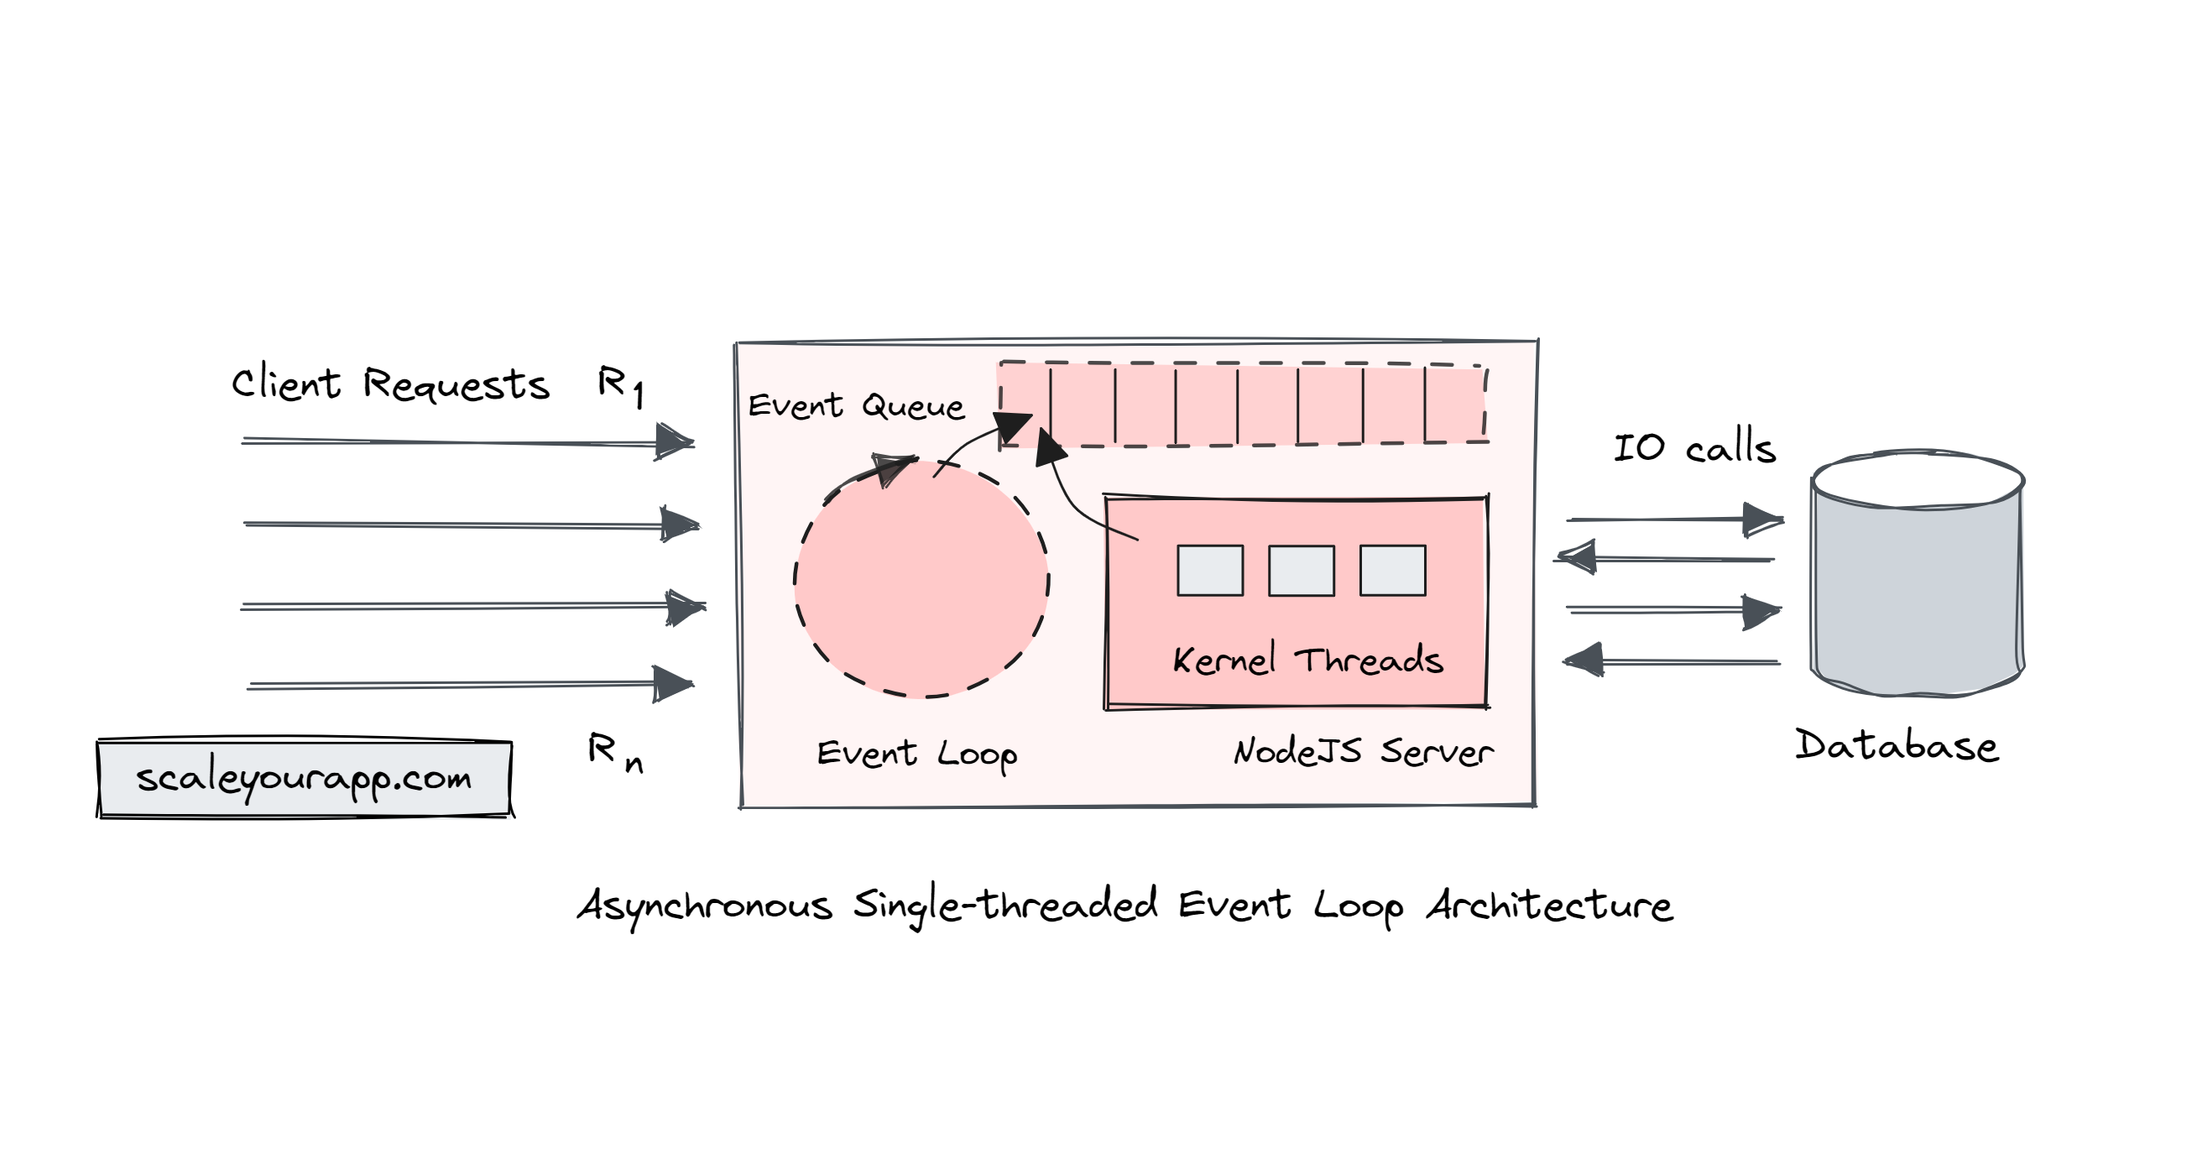 Client Requests R1
Event Queue
IO calls
Kernel Threads
Rn
Event Loop
NodeJS Server
Database
scaleyourapp.com
Asynchronous Single-threaded Event Loop Architecture